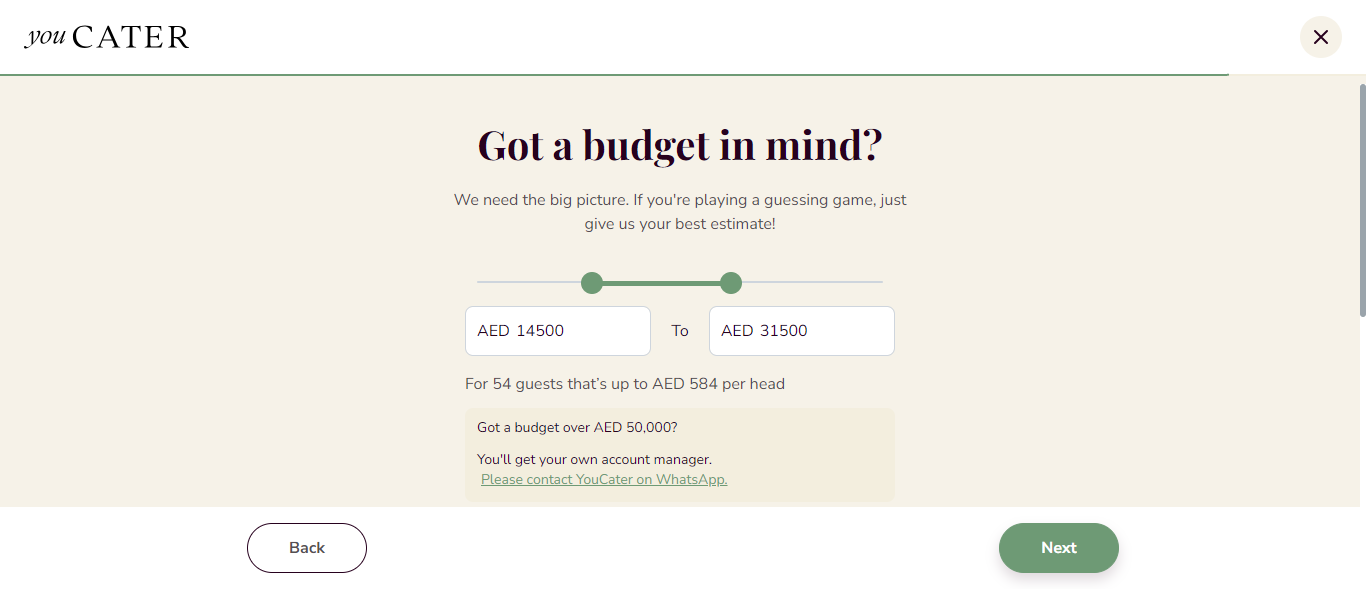 you CATER
Got a budget in mind?
We need the big picture. If you're playing a guessing game, just
give us your best estimate!
AED 14500 To AED 31500
For 54 guests that’s up to AED 584 per head
Got a budget over AED 50,000?
You'll get your own account manager.
Please contact YouCater on WhatsApp.
Back Next